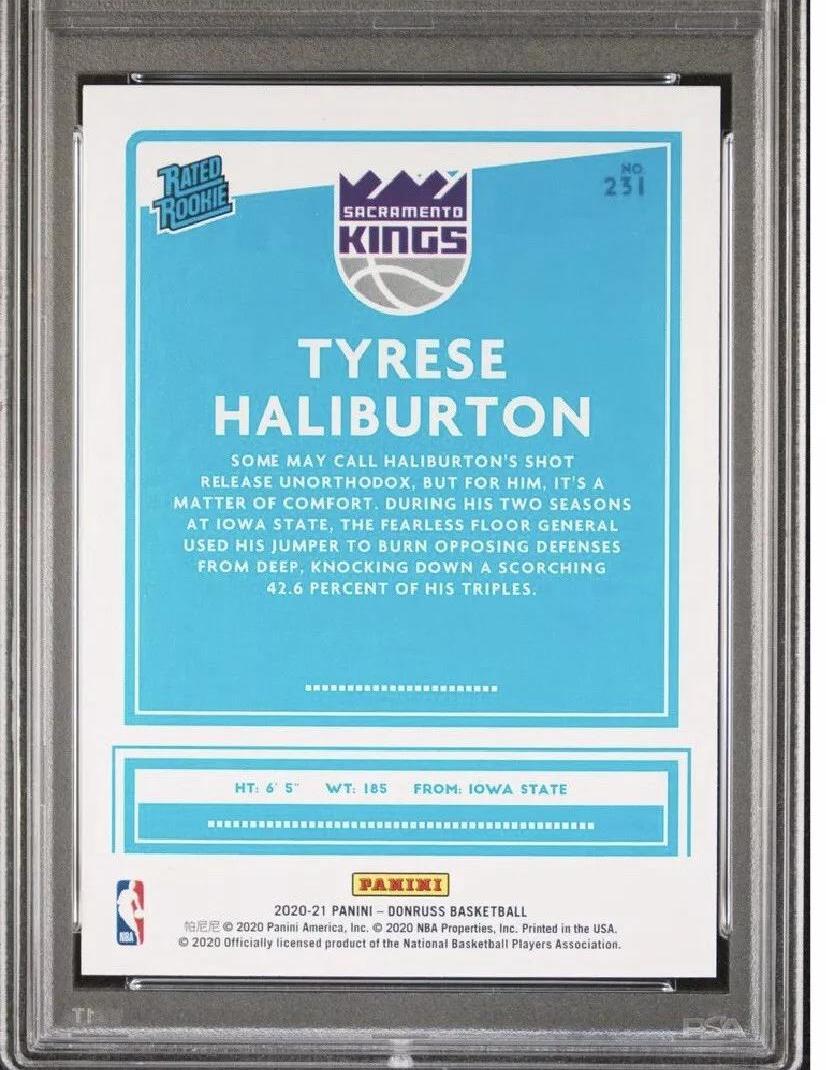 RATED
ROOKIE
NO.
231
SACRAMENTO
KINGS
TYRESE
HALIBURTON
SOME MAY CALL HALIBURTON'S SHOT
RELEASE UNORTHODOX, BUT FOR HIM, IT'S A
MATTER OF COMFORT. DURING HIS TWO SEASONS
AT IOWA STATE, THE FEARLESS FLOOR GENERAL
USED HIS JUMPER TO BURN OPPOSING DEFENSES
FROM DEEP, KNOCKING DOWN A SCORCHING
42.6 PERCENT OF HIS TRIPLES.
HT: 6' 5" WT: 185 FROM: IOWA STATE
PANINI
2020-21 PANINI – DONRUSS BASKETBALL
帕尼尼 © 2020 Panini America, Inc. © 2020 NBA Properties, Inc. Printed in the USA.
© 2020 Officially licensed product of the National Basketball Players Association.
NBA
PSA